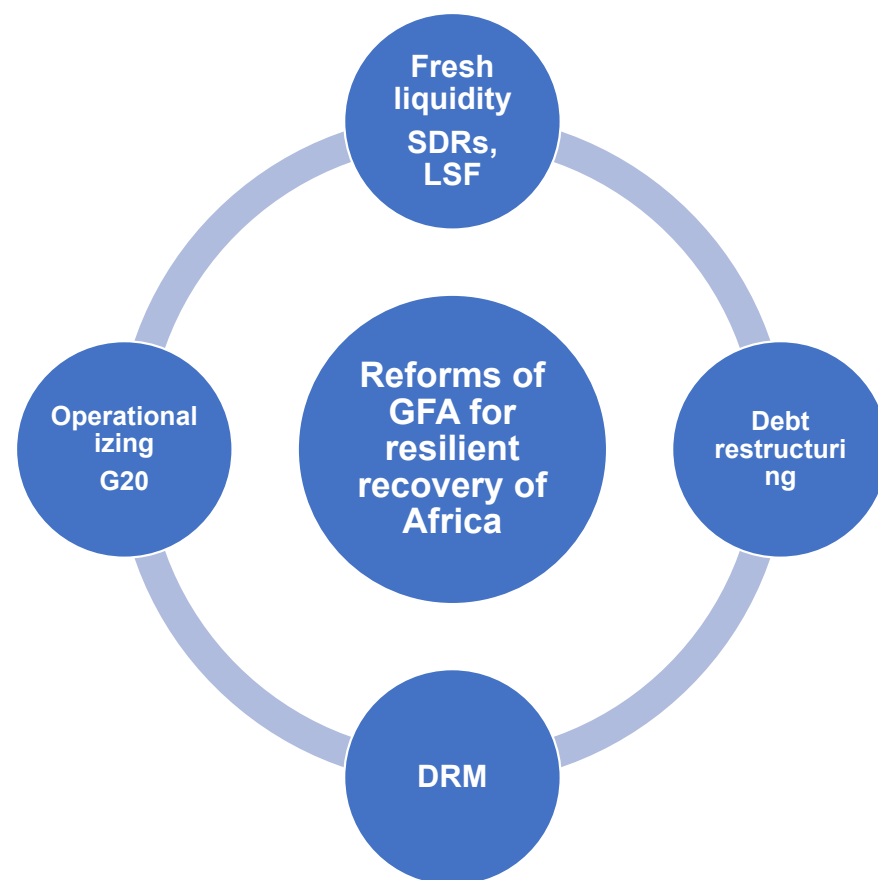 Fresh
liquidity
SDRs,
LSF
Operational
izing
G20
Reforms of
GFA for
resilient
recovery of
Africa
Debt
restructuri
ng
DRM